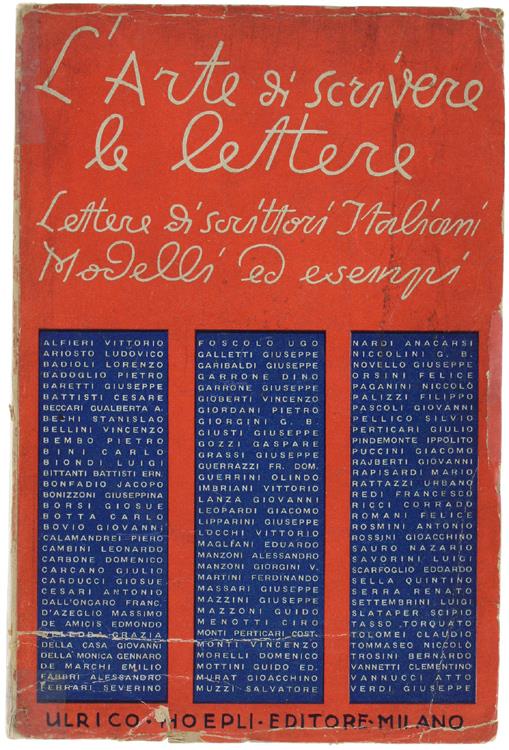 L'Arte di scrivere
le lettere
Lettere di scrittori Italiani
Modelli ed esempi
ALFIERI VITTORIO
ARIOSTO LUDOVICO
BADIOLI LORENZO
BADOGLIO PIETRO
BARETTI GIUSEPPE
BATTISTI CESARE
BECCARI GUALBERTA A.
BECHI STANISLAO
BELLINI VINCENZO
BEMBO PIETRO
BINI CARLO
BIONDI LUIGI
BITTANTI BATTISTI ERN.
BONFADIO JACOPO
BONIZZONI GIUSEPPINA
BORSI GIOSUE
BOTTA CARLO
BOVIO GIOVANNI
CALAMANDREI PIERO
CAMBINI LEONARDO
CARBONE DOMENICO
CARCANO GIULIO
CARDUCCI GIOSUE
CESARI ANTONIO
DALL'ONGARO FRANC.
D'AZEGLIO MASSIMO
DE AMICIS EDMONDO
DELEDDA GRAZIA
DELLA CASA GIOVANNI
DELLA MONICA GENNARO
DE MARCHI EMILIO
FABBRI ALESSANDRO
FERRARI SEVERINO
FOSCOLO UGO
GALLETTI GIUSEPPE
GARIBALDI GIUSEPPE
GARRONE DINO
GARRONE GIUSEPPE
GIOBERTI VINCENZO
GIORDANI PIETRO
GIORGINI G. B.
GIUSTI GIUSEPPE
GOZZI GASPARE
GRASSI GIUSEPPE
GUERRAZZI FR. DOM.
GUERRINI OLINDO
IMBRIANI VITTORIO
LANZA GIOVANNI
LEOPARDI GIACOMO
LIPPARINI GIUSEPPE
LOCCHI VITTORIO
MAGLIANI EDUARDO
MANZONI ALESSANDRO
MANZONI GIORGINI V.
MARTINI FERDINANDO
MASSARI GIUSEPPE
MAZZINI GIUSEPPE
MAZZONI GUIDO
MENOTTI CIRO
MONTI PERTICARI COST.
MONTI VINCENZO
MORELLI DOMENICO
MOTTINI GUIDO ED.
MURAT GIOACCHINO
MUZZI SALVATORE
NARDI ANACARSI
NICCOLINI G. B.
NOVELLO GIUSEPPE
ORSINI FELICE
PAGANINI NICCOLÒ
PALIZZI FILIPPO
PASCOLI GIOVANNI
PELLICO SILVIO
PERTICARI GIULIO
PINDEMONTE IPPOLITO
PUCCINI GIACOMO
RAJBERTI GIOVANNI
RAPISARDI MARIO
RATTAZZI URBANO
REDI FRANCESCO
RICCI CORRADO
ROMANI FELICE
ROSMINI ANTONIO
ROSSINI GIOACCHINO
SAURO NAZARIO
SAVORINI LUIGI
SCARFOGLIO EDOARDO
SELLA QUINTINO
SERRA RENATO
SETTEMBRINI LUIGI
SLATAPER SCIPIO
TASSO TORQUATO
TOLOMEI CLAUDIO
TOMMASEO NICCOLÒ
TROSINI BERNARDO
VANNETTI CLEMENTINO
VANNUCCI ATTO
VERDI GIUSEPPE
ULRICO·HOEPLI·EDITORE·MILANO